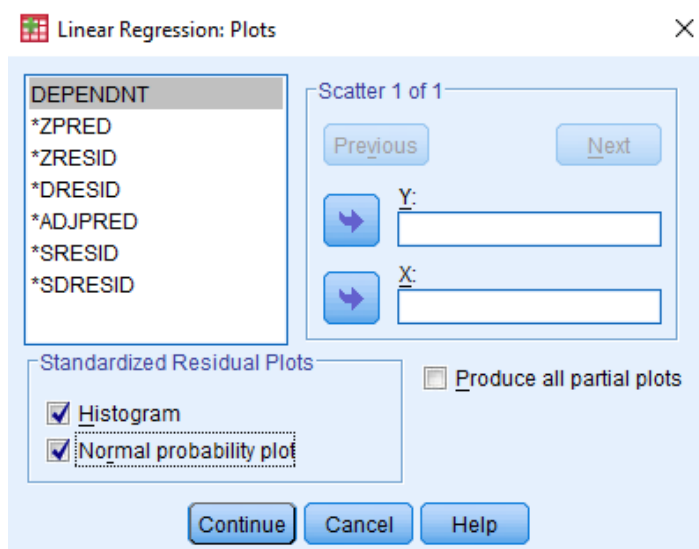 Linear Regression: Plots
DEPENDNT
*ZPRED
*ZRESID
*DRESID
*ADJPRED
*SRESID
*SDRESID
Scatter 1 of 1
Previous
Next
Y:
X:
Standardized Residual Plots
Histogram
Normal probability plot
Produce all partial plots
Continue
Cancel
Help